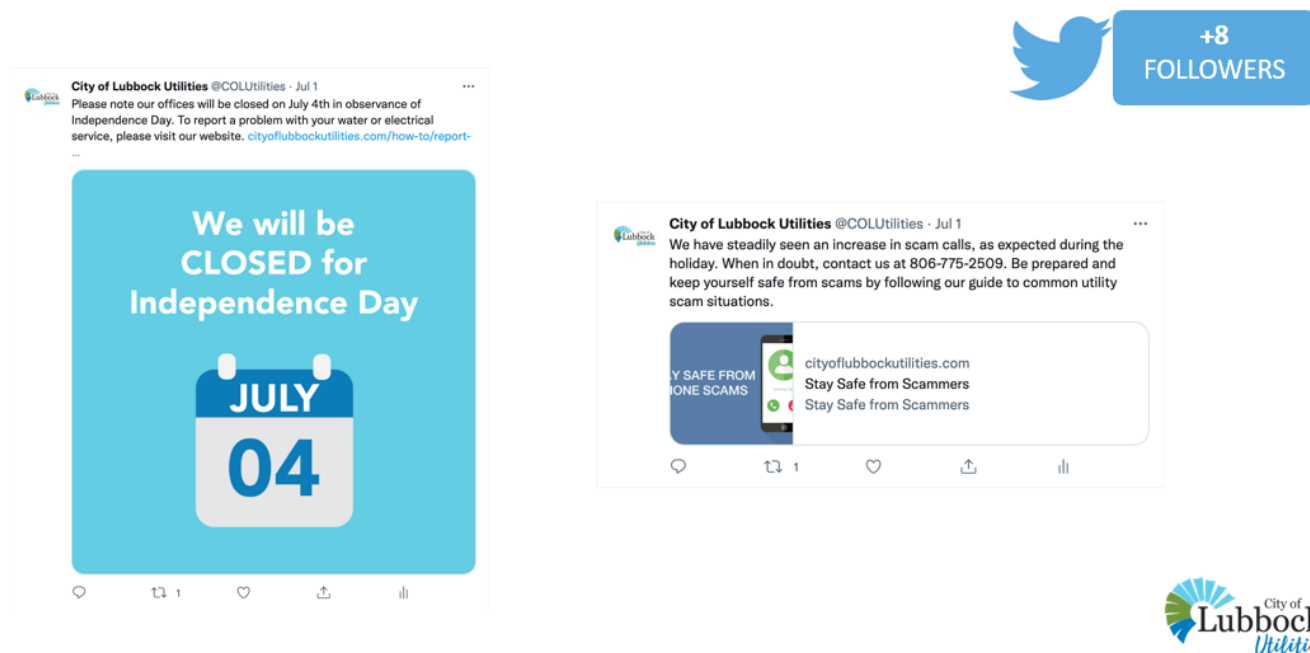 +8
FOLLOWERS
City of Lubbock Utilities @COLUtilities · Jul 1
Please note our offices will be closed on July 4th in observance of
Independence Day. To report a problem with your water or electrical
service, please visit our website. cityoflubbockutilities.com/how-to/report-
...
We will be
CLOSED for
Independence Day
JULY
04
1
City of Lubbock Utilities @COLUtilities · Jul 1
We have steadily seen an increase in scam calls, as expected during the
holiday. When in doubt, contact us at 806-775-2509. Be prepared and
keep yourself safe from scams by following our guide to common utility
scam situations.
Y SAFE FROM
ONE SCAMS
cityoflubbockutilities.com
Stay Safe from Scammers
Stay Safe from Scammers
1
City of
Lubbock
Utilities